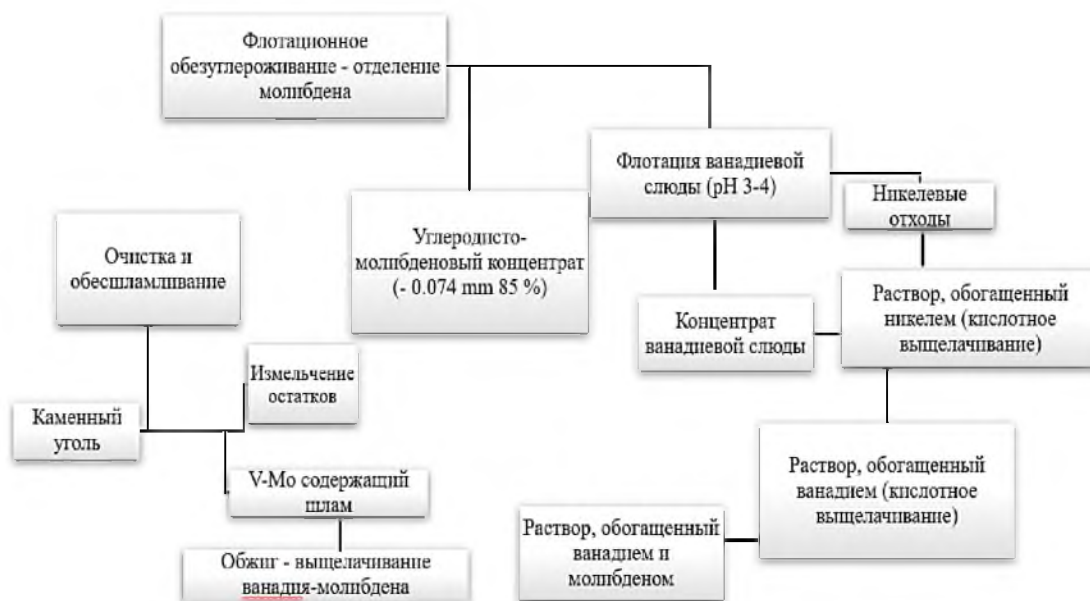 Флотационное
обезуглероживание - отделение
молибдена
Флотация ванадиевой
слюды (pH 3-4)
Никелевые
отходы
Углеродисто-
молибденовый концентрат
(- 0.074 mm 85 %)
Очистка и
обесшламливание
Концентрат
ванадиевой слюды
Раствор, обогащенный
никелем (кислотное
выщелачивание)
Измельчение
остатков
Каменный
уголь
V-Mo содержащий
шлам
Раствор, обогащенный
ванадием (кислотное
выщелачивание)
Раствор, обогащенный
ванадием и
молибденом
Обжиг - выщелачивание
ванадия-молибдена